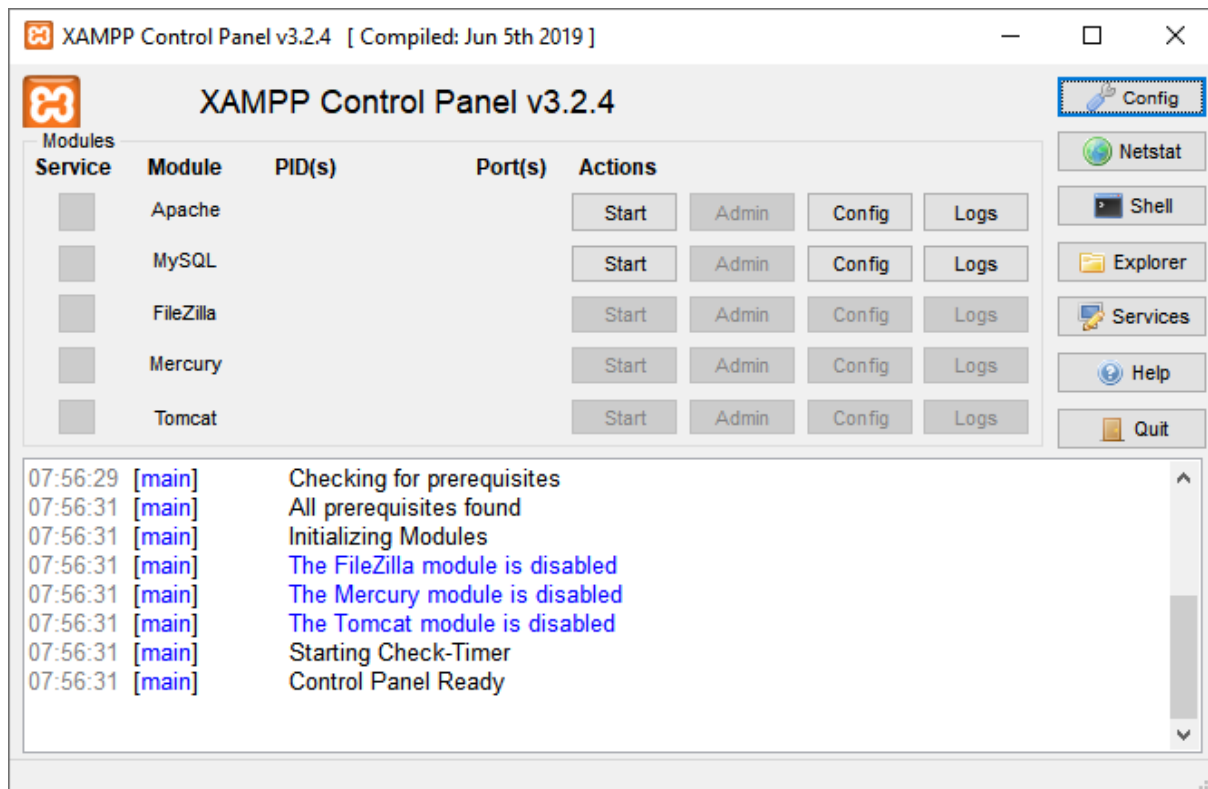 XAMPP Control Panel v3.2.4 [ Compiled: Jun 5th 2019 ]
XAMPP Control Panel v3.2.4
Config
Modules
Service Module PID(s) Port(s) Actions
Netstat
Apache Start Admin Config Logs
Shell
MySQL Start Admin Config Logs
Explorer
FileZilla Start Admin Config Logs
Services
Mercury Start Admin Config Logs
Help
Tomcat Start Admin Config Logs
Quit
07:56:29 [main] Checking for prerequisites
07:56:31 [main] All prerequisites found
07:56:31 [main] Initializing Modules
07:56:31 [main] The FileZilla module is disabled
07:56:31 [main] The Mercury module is disabled
07:56:31 [main] The Tomcat module is disabled
07:56:31 [main] Starting Check-Timer
07:56:31 [main] Control Panel Ready